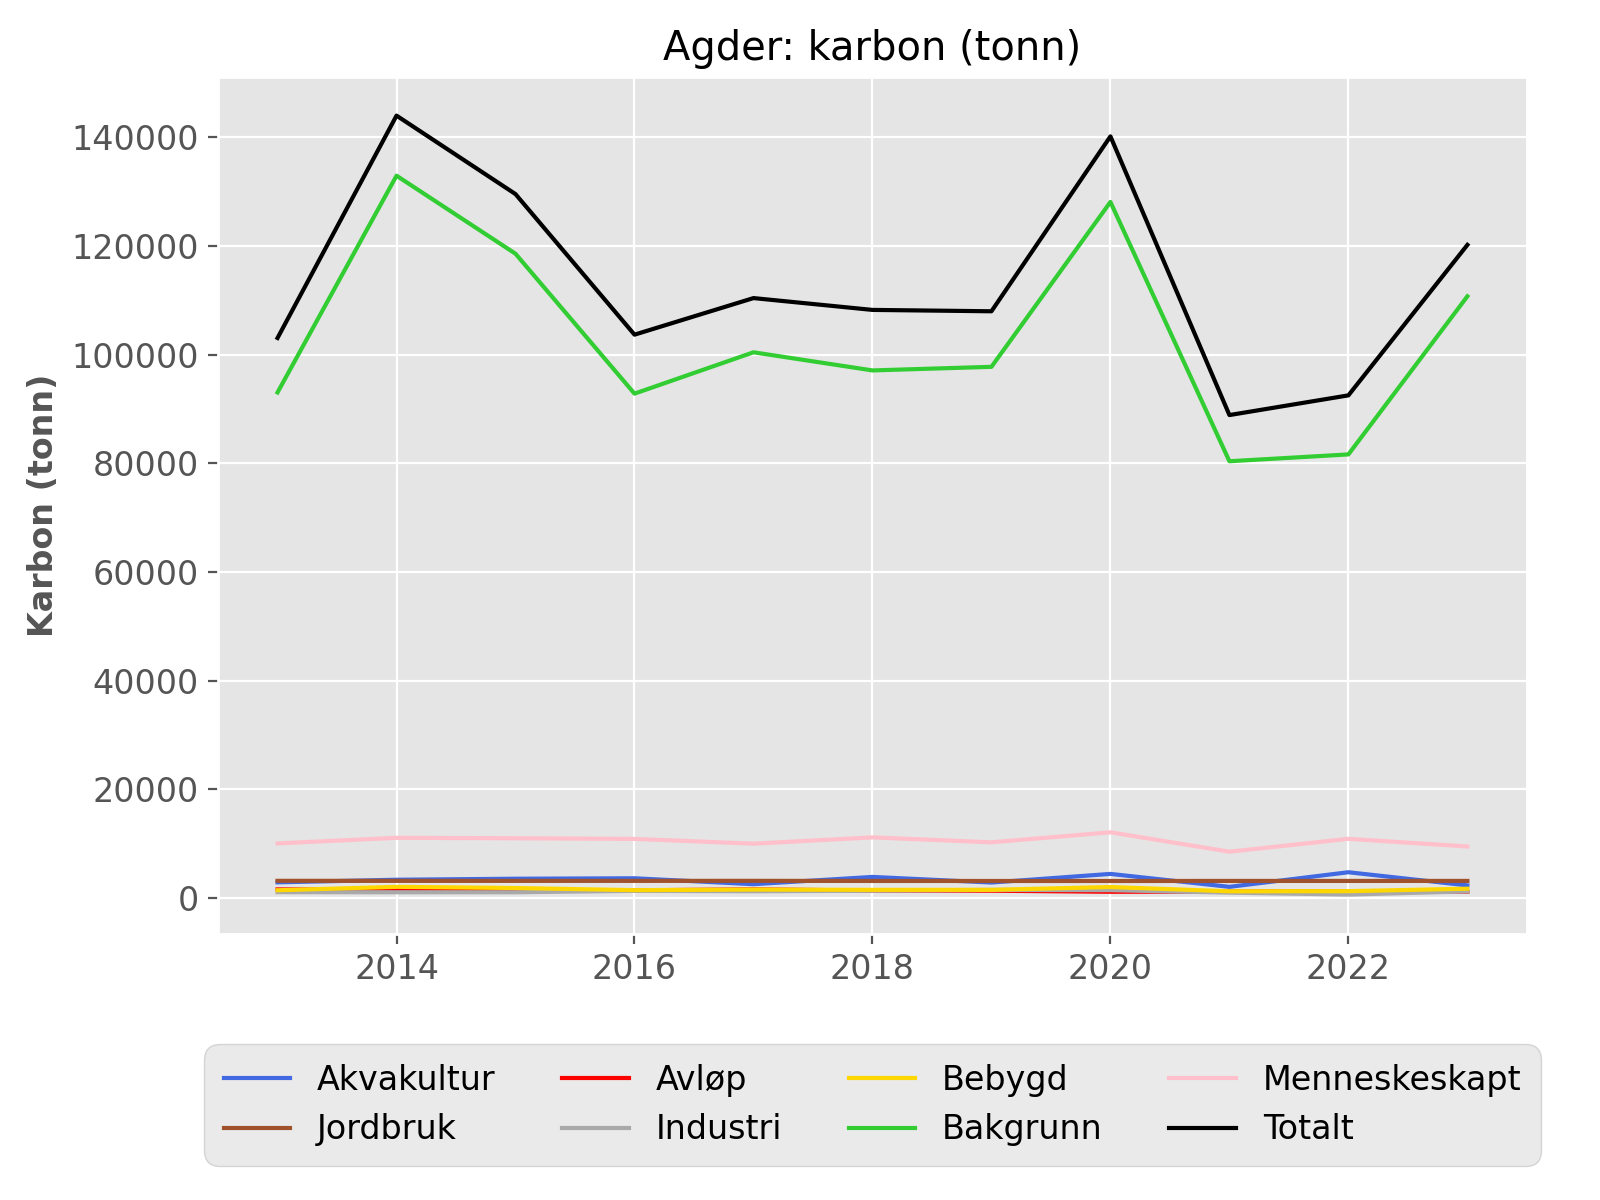 Agder: karbon (tonn)
140000
120000
100000
80000
60000
40000
20000
0
Karbon (tonn)
2014 2016 2018 2020 2022
Akvakultur Avløp Bebygd Menneskeskapt
Jordbruk Industri Bakgrunn Totalt